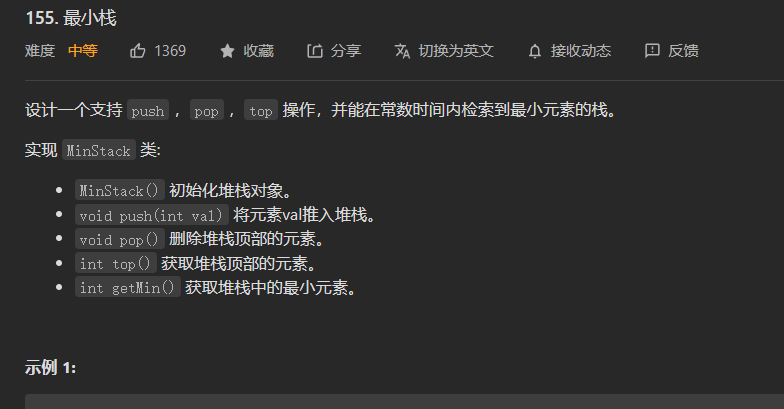 155. 最小栈
难度 中等 1369 收藏 分享 切换为英文 接收动态 反馈
设计一个支持 push ，pop ，top 操作，并能在常数时间内检索到最小元素的栈。
实现 MinStack 类:
MinStack() 初始化堆栈对象。
void push(int val) 将元素val推入堆栈。
void pop() 删除堆栈顶部的元素。
int top() 获取堆栈顶部的元素。
int getMin() 获取堆栈中的最小元素。
示例 1: